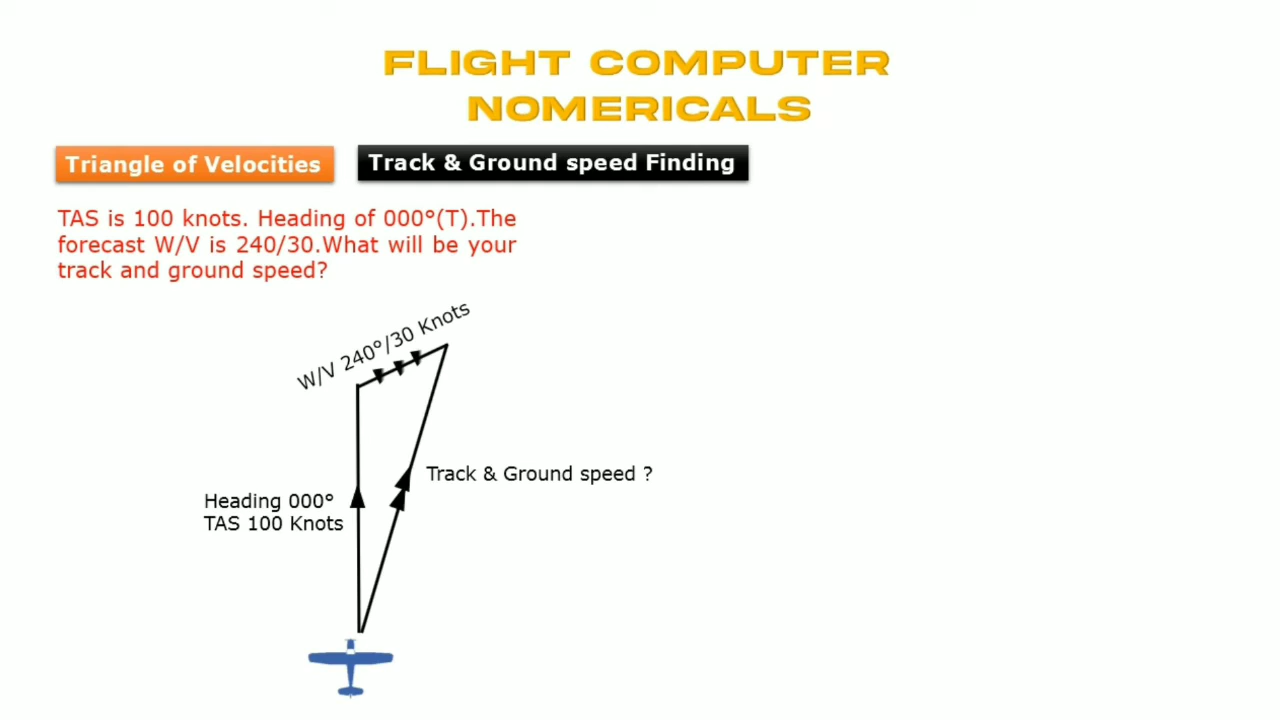 FLIGHT COMPUTER
NOMERICALS
Triangle of Velocities
Track & Ground speed Finding
TAS is 100 knots. Heading of 000°(T).The
forecast W/V is 240/30.What will be your
track and ground speed?
W/V 240°/30 Knots
Track & Ground speed ?
Heading 000°
TAS 100 Knots